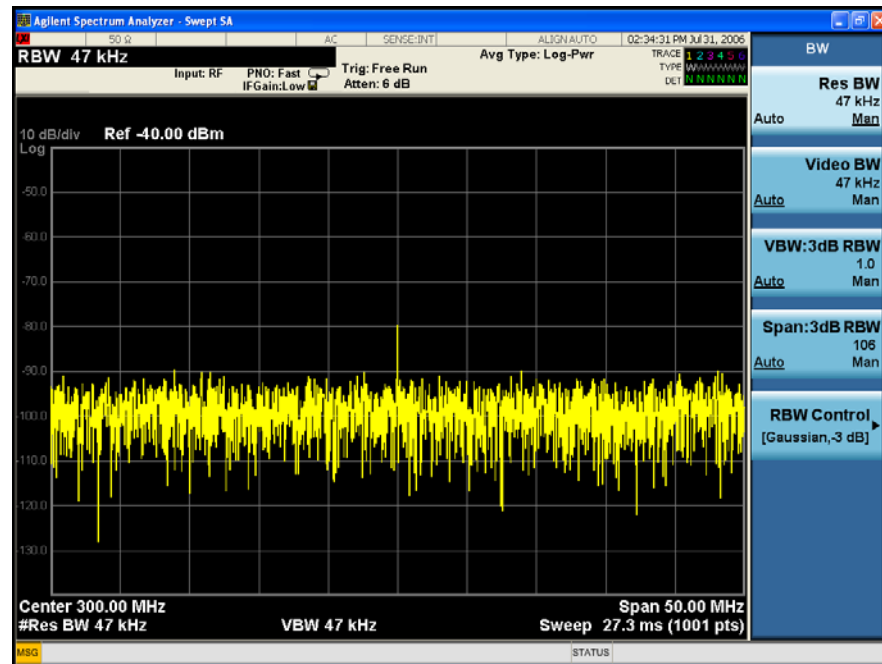 Agilent Spectrum Analyzer - Swept SA
50 Ω AC SENSE:INT ALIGN AUTO 02:34:31 PM Jul 31, 2006
RBW 47 kHz
Input: RF
PNO: Fast
IFGain:Low
Trig: Free Run
Atten: 6 dB
Avg Type: Log-Pwr
TRACE 1 2 3 4 5 6
TYPE
DET N N N N N N
10 dB/div Ref -40.00 dBm
Log
-50.0
-60.0
-70.0
-80.0
-90.0
-100.0
-110.0
-120.0
-130.0
Center 300.00 MHz Span 50.00 MHz
#Res BW 47 kHz VBW 47 kHz Sweep 27.3 ms (1001 pts)
MSG STATUS
BW
Res BW
47 kHz
Auto Man
Video BW
47 kHz
Auto Man
VBW:3dB RBW
1.0
Auto Man
Span:3dB RBW
106
Auto Man
RBW Control
[Gaussian,-3 dB]